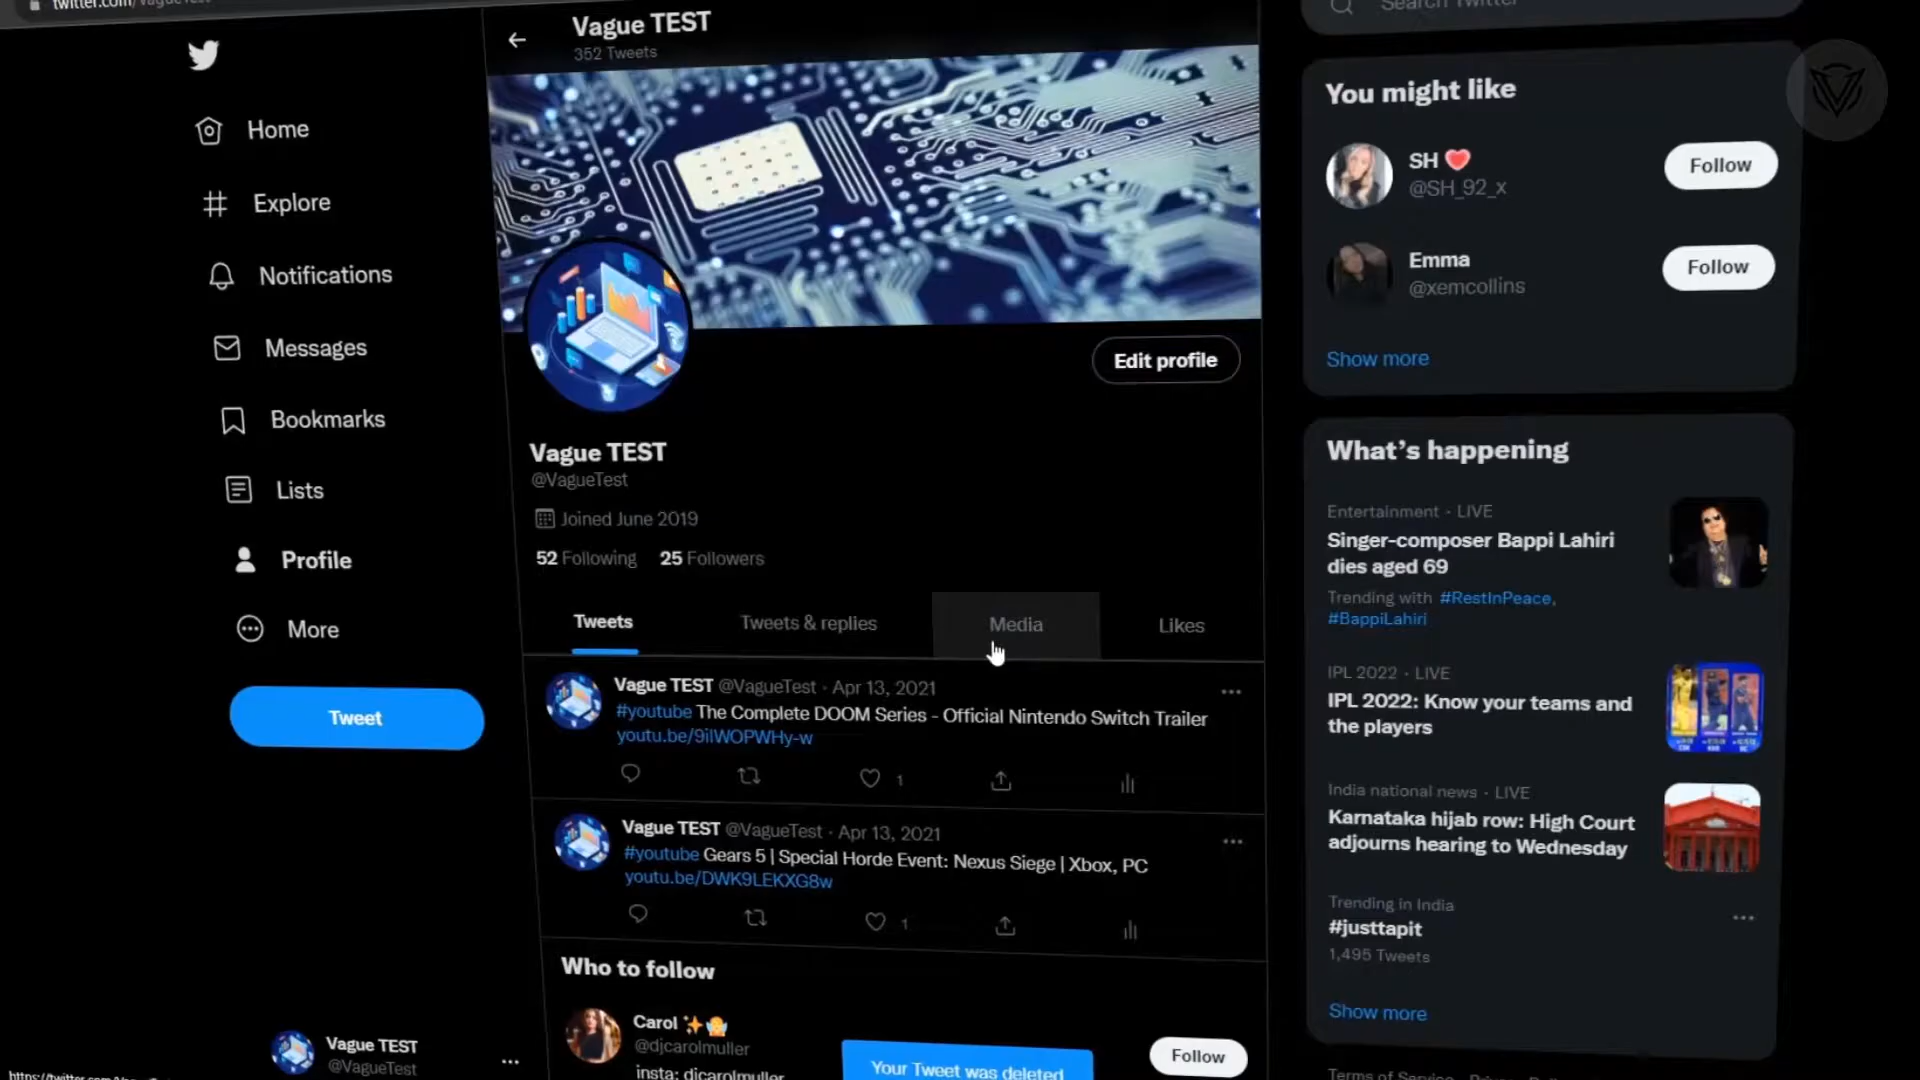 twitter.com/VagueTest
Vague TEST
352 Tweets
Search Twitter
Home
Explore
Notifications
Messages
Bookmarks
Lists
Profile
More
Tweet
Edit profile
Vague TEST
@VagueTest
Joined June 2019
52 Following 25 Followers
Tweets
Tweets & replies
Media
Likes
Vague TEST @VagueTest · Apr 13, 2021
#youtube The Complete DOOM Series - Official Nintendo Switch Trailer
youtu.be/9ilWOPWHy-w
1
Vague TEST @VagueTest · Apr 13, 2021
#youtube Gears 5 | Special Horde Event: Nexus Siege | Xbox, PC
youtu.be/DWK9LEKXG8w
1
Who to follow
Carol ✨
@djcarolmuller
insta: djcarolmuller
Follow
Your Tweet was deleted
Vague TEST
@VagueTest
You might like
SH ❤️
@SH_92_x
Follow
Emma
@xemcollins
Follow
Show more
What's happening
Entertainment · LIVE
Singer-composer Bappi Lahiri
dies aged 69
Trending with #RestInPeace,
#BappiLahiri
IPL 2022 · LIVE
IPL 2022: Know your teams and
the players
India national news · LIVE
Karnataka hijab row: High Court
adjourns hearing to Wednesday
Trending in India
#justtapit
1,495 Tweets
Show more
Terms of Service